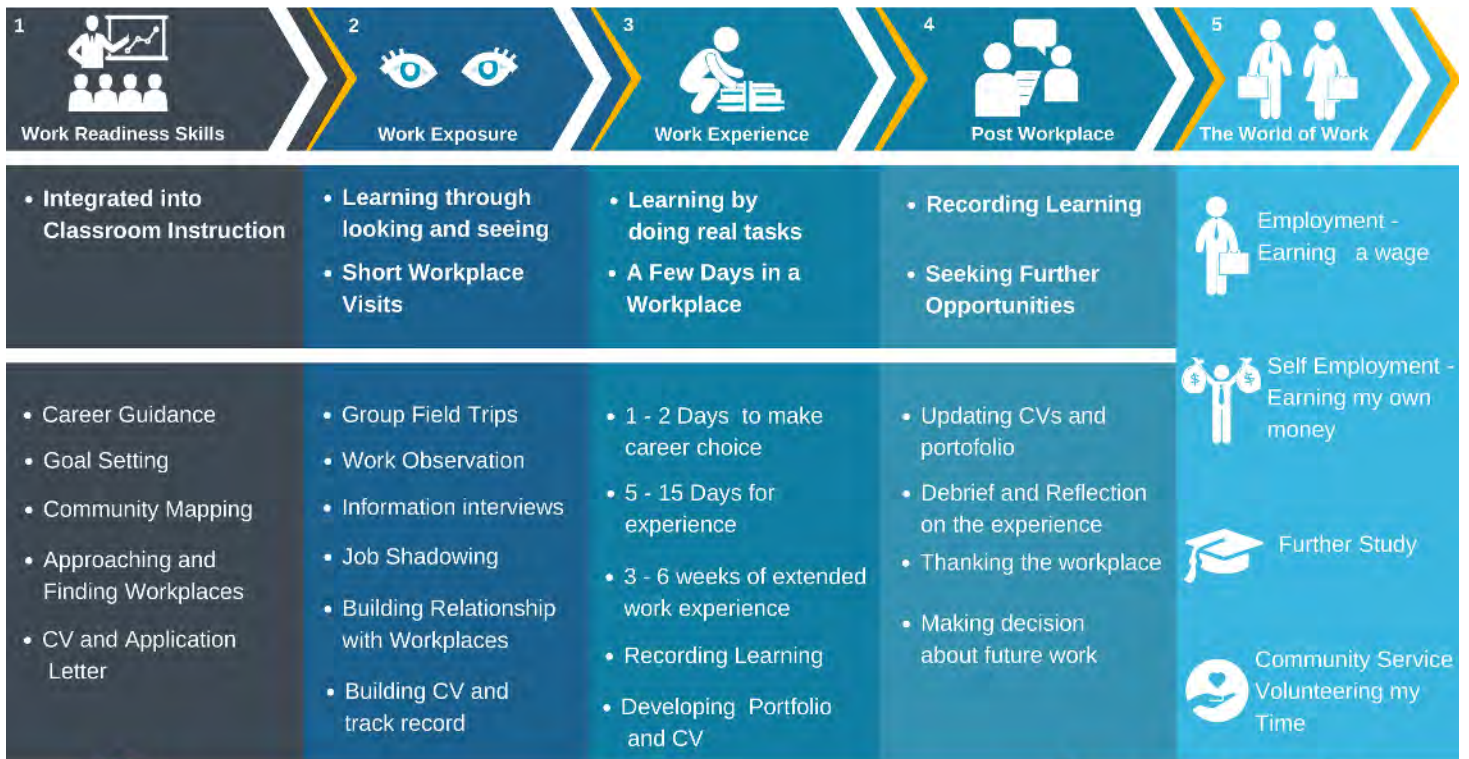 1
Work Readiness Skills
2
Work Exposure
3
Work Experience
4
Post Workplace
5
The World of Work
• Integrated into
Classroom Instruction
• Learning through
looking and seeing
• Short Workplace
Visits
• Learning by
doing real tasks
• A Few Days in a
Workplace
• Recording Learning
• Seeking Further
Opportunities
• Career Guidance
• Goal Setting
• Community Mapping
• Approaching and
Finding Workplaces
• CV and Application
Letter
• Group Field Trips
• Work Observation
• Information interviews
• Job Shadowing
• Building Relationship
with Workplaces
• Building CV and
track record
• 1 - 2 Days to make
career choice
• 5 - 15 Days for
experience
• 3 - 6 weeks of extended
work experience
• Recording Learning
• Developing Portfolio
and CV
• Updating CVs and
portofolio
• Debrief and Reflection
on the experience
• Thanking the workplace
• Making decision
about future work
Employment -
Earning a wage
$ $
Self Employment -
Earning my own
money
Further Study
Community Service
Volunteering my
Time